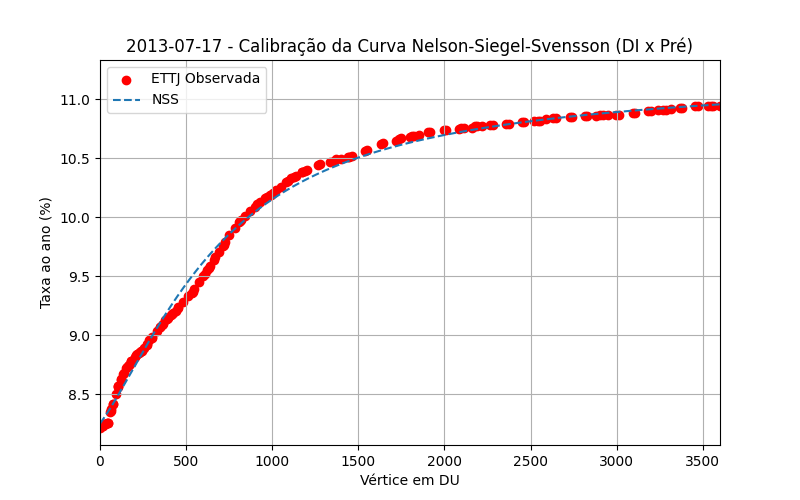 2013-07-17 - Calibração da Curva Nelson-Siegel-Svensson (DI x Pré)
ETTJ Observada
NSS
Taxa ao ano (%)
11.0
10.5
10.0
9.5
9.0
8.5
0 500 1000 1500 2000 2500 3000 3500
Vértice em DU